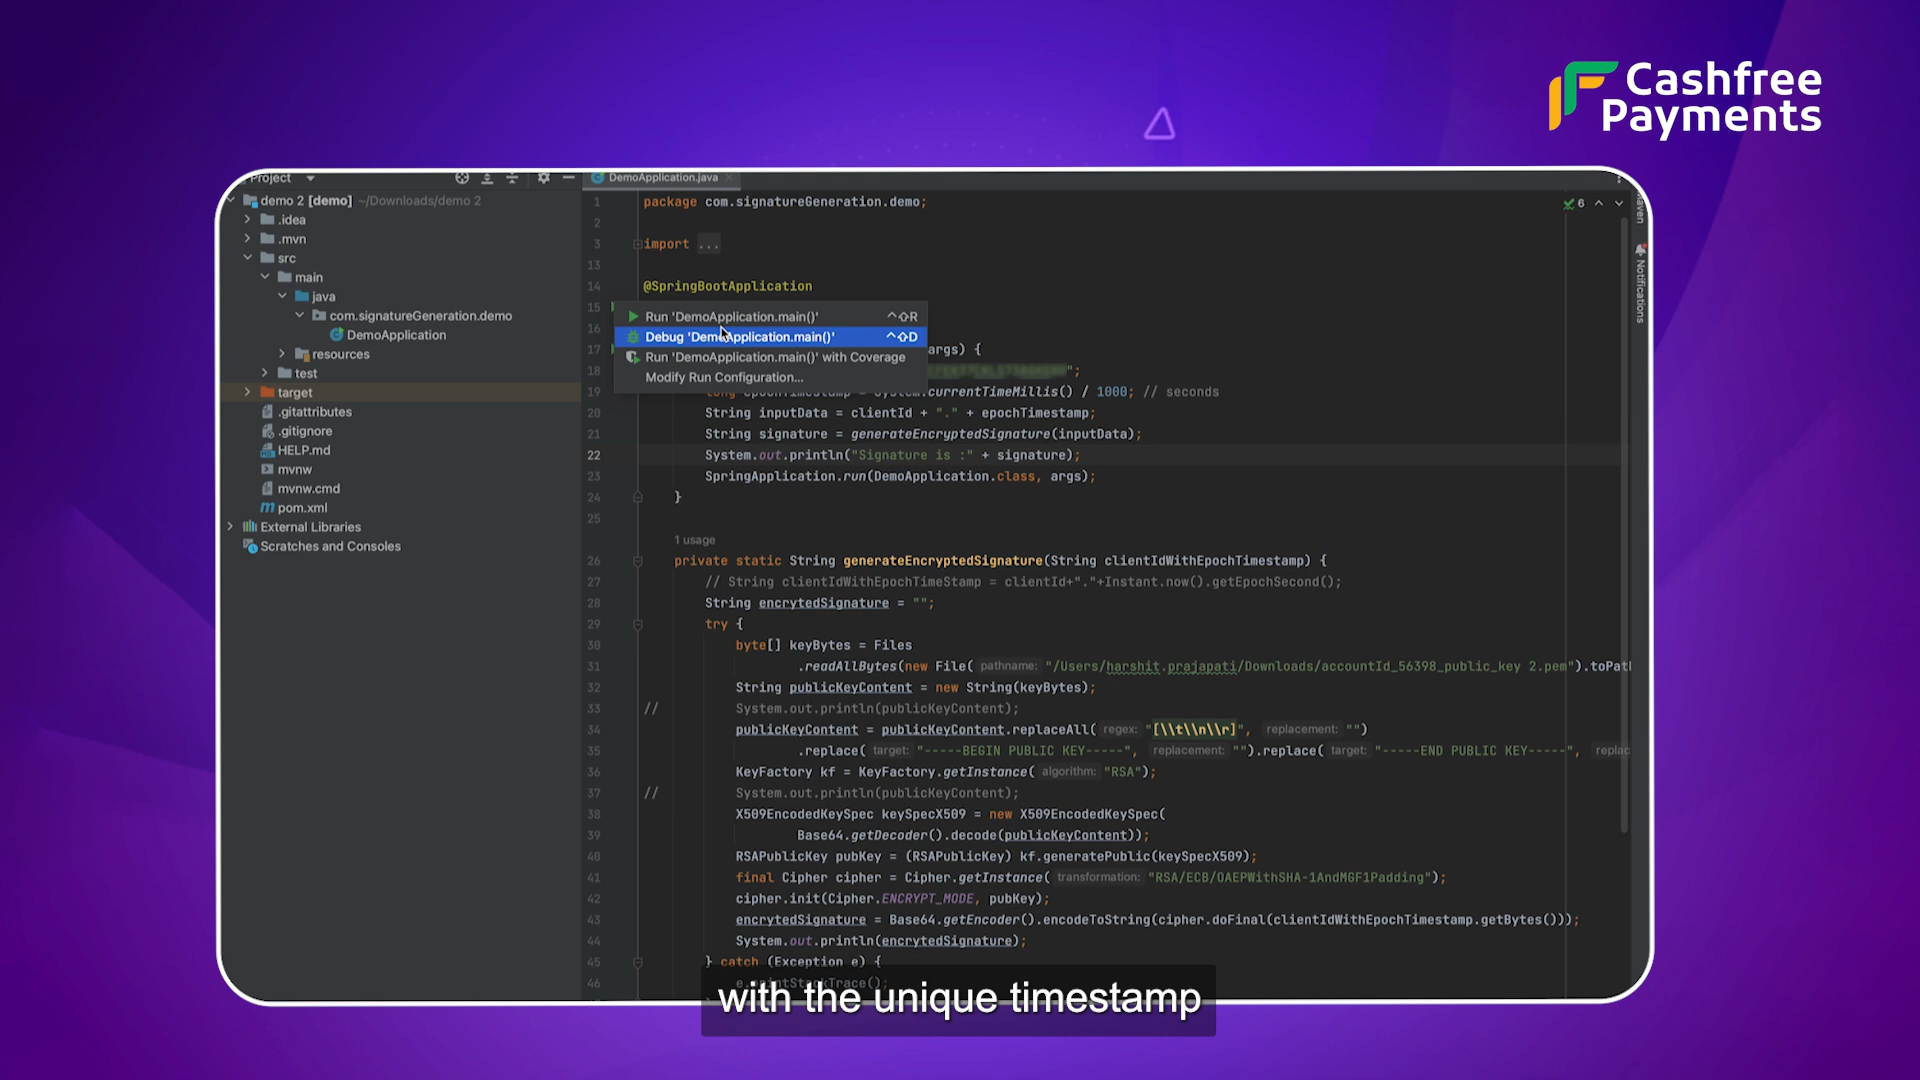 Cashfree
Payments
Project
DemoApplication.java
demo 2 [demo] ~/Downloads/demo 2
.idea
.mvn
src
main
java
com.signatureGeneration.demo
DemoApplication
resources
test
target
.gitattributes
.gitignore
HELP.md
mvnw
mvnw.cmd
pom.xml
External Libraries
Scratches and Consoles
1 package com.signatureGeneration.demo;
6
2
3 import ...
13
14 @SpringBootApplication
15
Run 'DemoApplication.main()' ^⇧R
16
Debug 'DemoApplication.main()' ^⇧D
17 args) {
Run 'DemoApplication.main()' with Coverage
18 ";
Modify Run Configuration...
19 long epochTimestamp = System.currentTimeMillis() / 1000; // seconds
20 String inputData = clientId + "." + epochTimestamp;
21 String signature = generateEncryptedSignature(inputData);
22 System.out.println("Signature is :" + signature);
23 SpringApplication.run(DemoApplication.class, args);
24 }
25
1 usage
26 private static String generateEncryptedSignature(String clientIdWithEpochTimestamp) {
27 // String clientIdWithEpochTimeStamp = clientId+"."+Instant.now().getEpochSecond();
28 String encrytedSignature = "";
29 try {
30 byte[] keyBytes = Files
31 .readAllBytes(new File( pathname: "/Users/harshit.prajapati/Downloads/accountId_56398_public_key 2.pem").toPat
32 String publicKeyContent = new String(keyBytes);
33 // System.out.println(publicKeyContent);
34 publicKeyContent = publicKeyContent.replaceAll( regex: "[\\t\\n\\r]", replacement: "")
35 .replace( target: "-----BEGIN PUBLIC KEY-----", replacement: "").replace( target: "-----END PUBLIC KEY-----", replac
36 KeyFactory kf = KeyFactory.getInstance( algorithm: "RSA");
37 // System.out.println(publicKeyContent);
38 X509EncodedKeySpec keySpecX509 = new X509EncodedKeySpec(
39 Base64.getDecoder().decode(publicKeyContent));
40 RSAPublicKey pubKey = (RSAPublicKey) kf.generatePublic(keySpecX509);
41 final Cipher cipher = Cipher.getInstance( transformation: "RSA/ECB/OAEPWithSHA-1AndMGF1Padding");
42 cipher.init(Cipher.ENCRYPT_MODE, pubKey);
43 encrytedSignature = Base64.getEncoder().encodeToString(cipher.doFinal(clientIdWithEpochTimestamp.getBytes()));
44 System.out.println(encrytedSignature);
45 } catch (Exception e) {
46 e.printStackTrace();
Maven
Notifications
with the unique timestamp